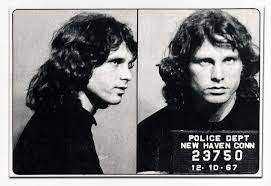 POLICE DEPT
NEW HAVEN CONN
23750
12·10·67